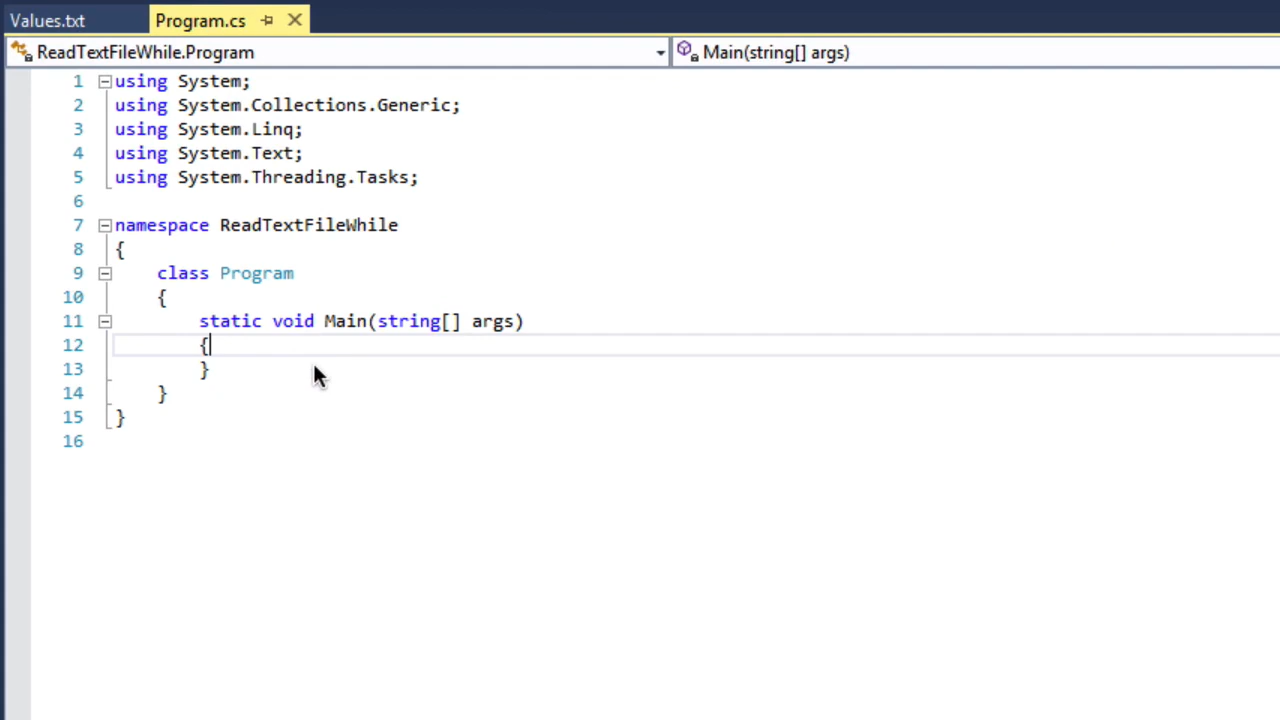 Values.txt Program.cs
ReadTextFileWhile.Program Main(string[] args)
1 using System;
2 using System.Collections.Generic;
3 using System.Linq;
4 using System.Text;
5 using System.Threading.Tasks;
6
7 namespace ReadTextFileWhile
8 {
9 class Program
10 {
11 static void Main(string[] args)
12 {
13 }
14 }
15 }
16